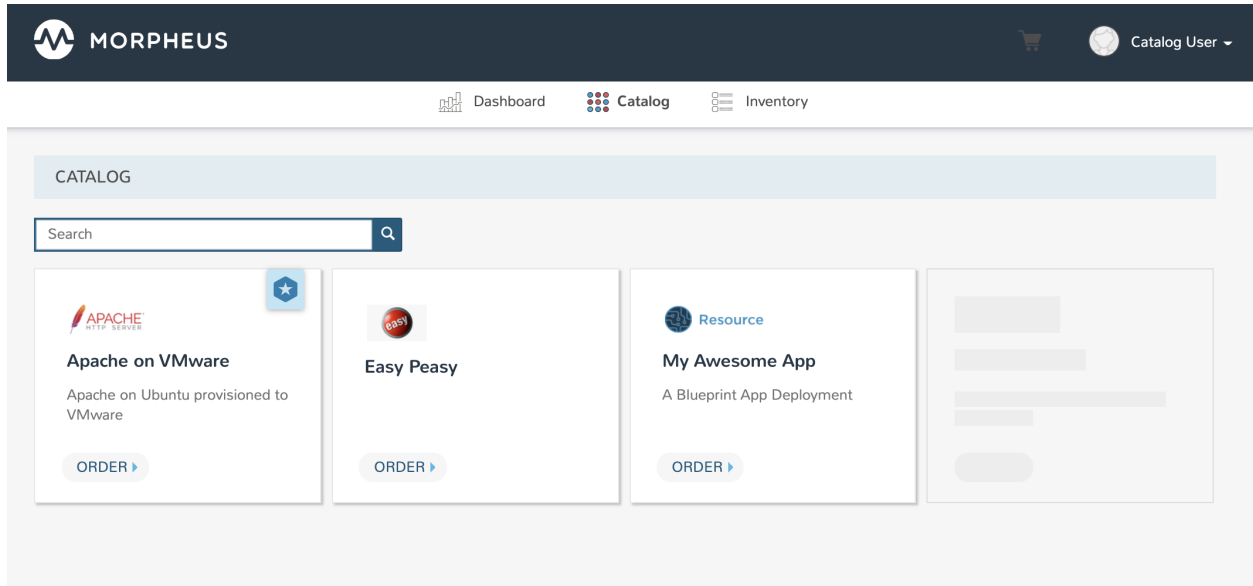 MORPHEUS
Catalog User
Dashboard
Catalog
Inventory
CATALOG
Search
APACHE
HTTP SERVER
Apache on VMware
Apache on Ubuntu provisioned to
VMware
ORDER
easy
Easy Peasy
ORDER
Resource
My Awesome App
A Blueprint App Deployment
ORDER